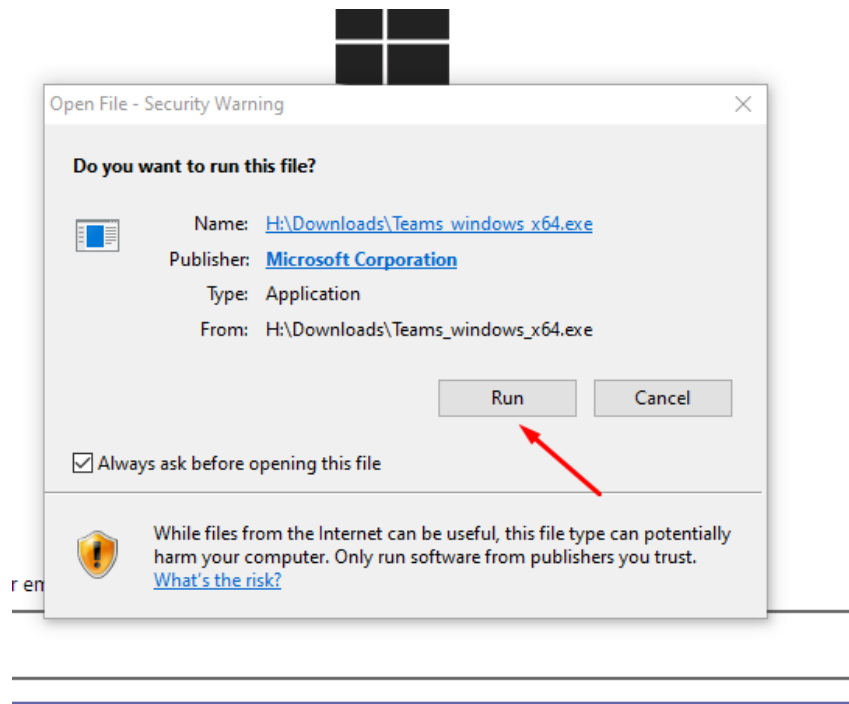 Open File - Security Warning
Do you want to run this file?
Name: H:\Downloads\Teams_windows_x64.exe
Publisher: Microsoft Corporation
Type: Application
From: H:\Downloads\Teams_windows_x64.exe
Run Cancel
Always ask before opening this file
While files from the Internet can be useful, this file type can potentially
harm your computer. Only run software from publishers you trust.
What's the risk?